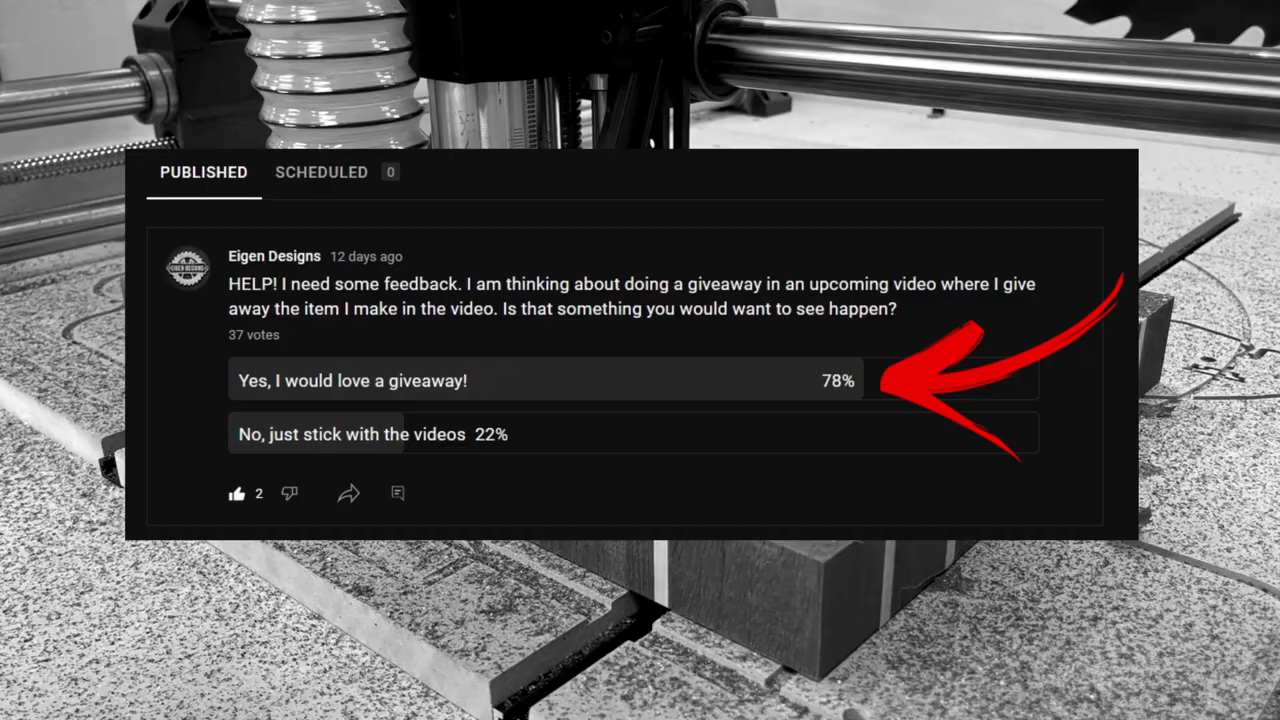 PUBLISHED SCHEDULED 0
EIGEN DESIGNS
Eigen Designs 12 days ago
HELP! I need some feedback. I am thinking about doing a giveaway in an upcoming video where I give
away the item I make in the video. Is that something you would want to see happen?
37 votes
Yes, I would love a giveaway! 78%
No, just stick with the videos 22%
2